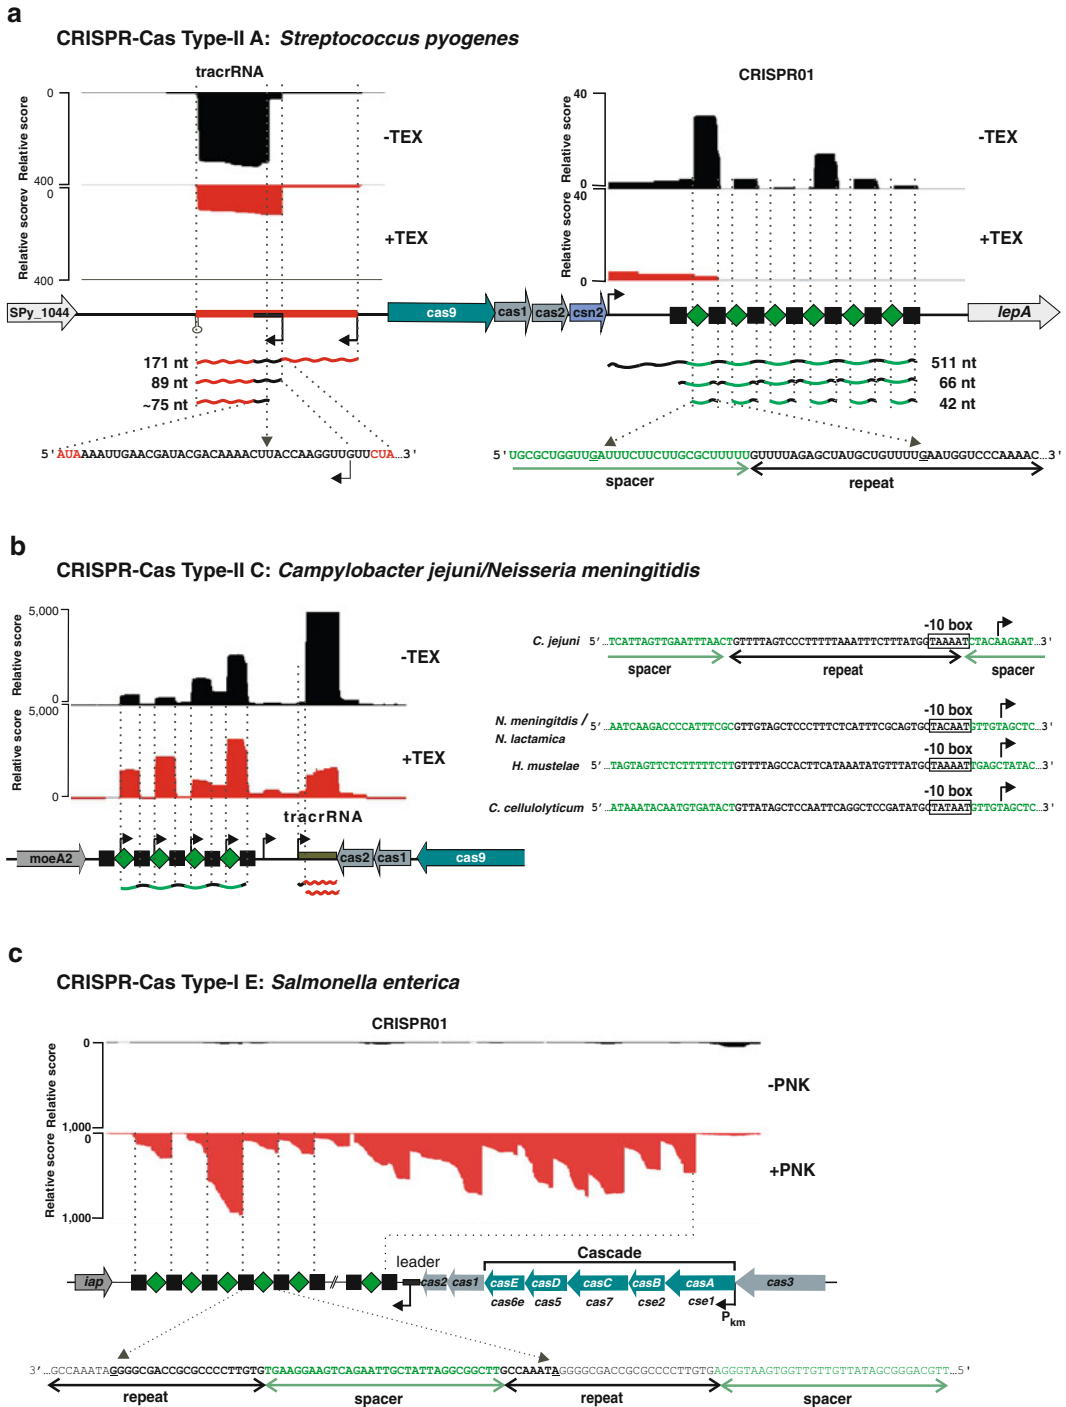 a
CRISPR-Cas Type-II A: Streptococcus pyogenes
tracrRNA
CRISPR01
0
Relative score
-TEX
400
0
Relative scorev
+TEX
400
40
Relative score
-TEX
0
40
Relative score
+TEX
0
SPy_1044
cas9
cas1
cas2
csn2
lepA
171 nt
89 nt
~75 nt
511 nt
66 nt
42 nt
5'AUAAAAUUGAACGAUACGACAAAACUUACCAAGGUUGUUCUA...3'
5'UGCGCUGGUUGAUUUCUUCUUGCGCUUUUUGUUUUAGAGCUAUGCUGUUUUGAAUGGUCCCAAAAC...3'
spacer
repeat
b
CRISPR-Cas Type-II C: Campylobacter jejuni/Neisseria meningitidis
5,000
Relative score
-TEX
0
5,000
Relative score
+TEX
0
tracrRNA
moeA2
cas2
cas1
cas9
-10 box
C. jejuni 5'...TCATTAGTTGAATTTAACTGTTTTAGTCCCTTTTTAAATTTCTTTATGGTAAAATCTACAAGAAT...3'
spacer
repeat
spacer
-10 box
N. meningitdis /
N. lactamica
5'...AATCAAGACCCCATTTCGCGTTGTAGCTCCCTTTCTCATTTCGCAGTGCTACAATGTTGTAGCTC...3'
-10 box
H. mustelae 5'...TAGTAGTTCTCTTTTTCTTGTTTTAGCCACTTCATAAATATGTTTATGCTAAAATTGAGCTATAC...3'
-10 box
C. cellulolyticum 5'...ATAAATACAATGTGATACTGTTATAGCTCCAATTCAGGCTCCGATATGCTATAATGTTGTAGCTC...3'
c
CRISPR-Cas Type-I E: Salmonella enterica
CRISPR01
0
Relative score
-PNK
1,000
0
Relative score
+PNK
1,000
leader
Cascade
iap
cas2
cas1
casE
casD
casC
casB
casA
cas3
cas6e
cas5
cas7
cse2
cse1
Pkm
3'...GCCAAATAGGGGCGACCGCGCCCCTTGTGTGAAGGAAGTCAGAATTGCTATTAGGCGGCTTGCCAAATAGGGGCGACCGCGCCCCTTGTGAGGGTAAGTGGTTGTTGTTATAGCGGGACGTT...5'
repeat
spacer
repeat
spacer